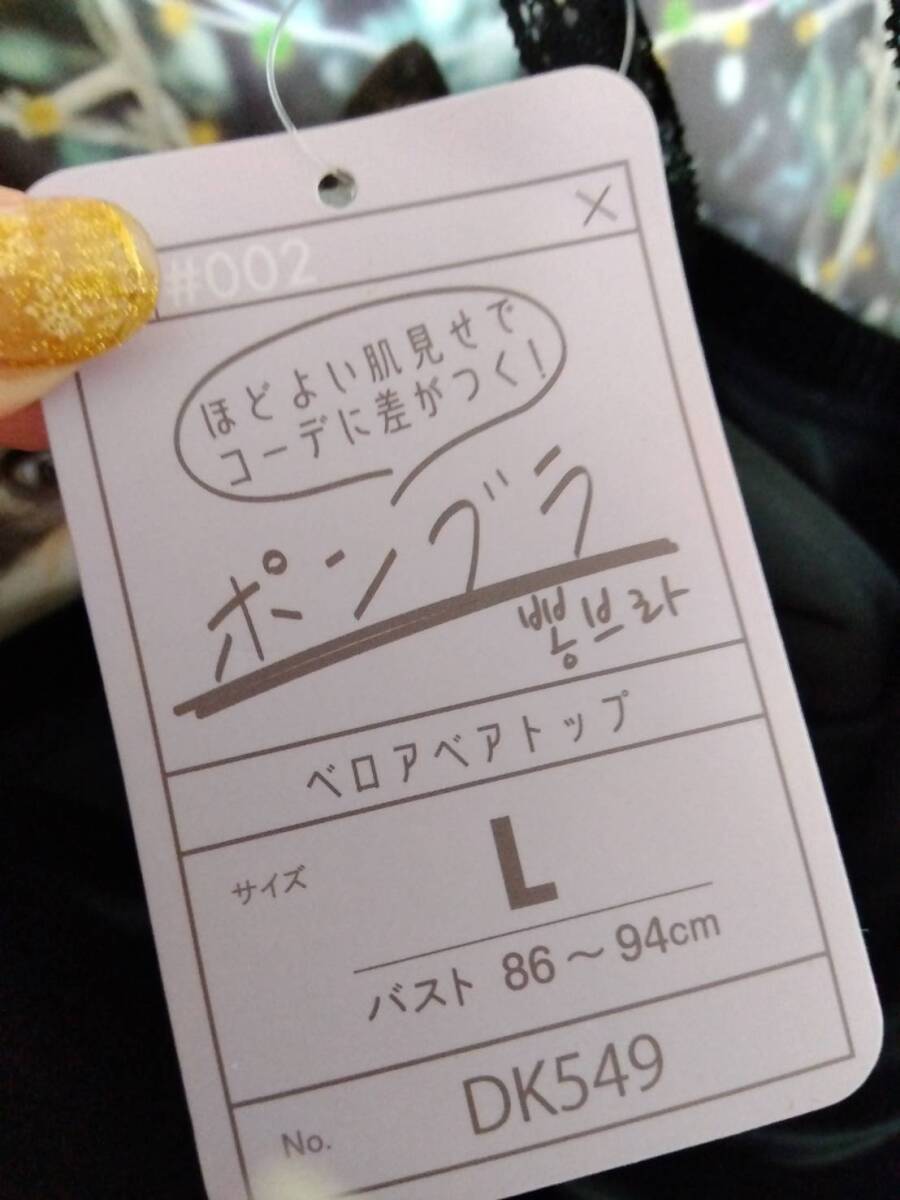 #002
ほどよい肌見せで
コーデに差がつく!
ポンブラ
뽕브라
ベロアベアトップ
サイズ
L
バスト 86～94cm
No.
DK549